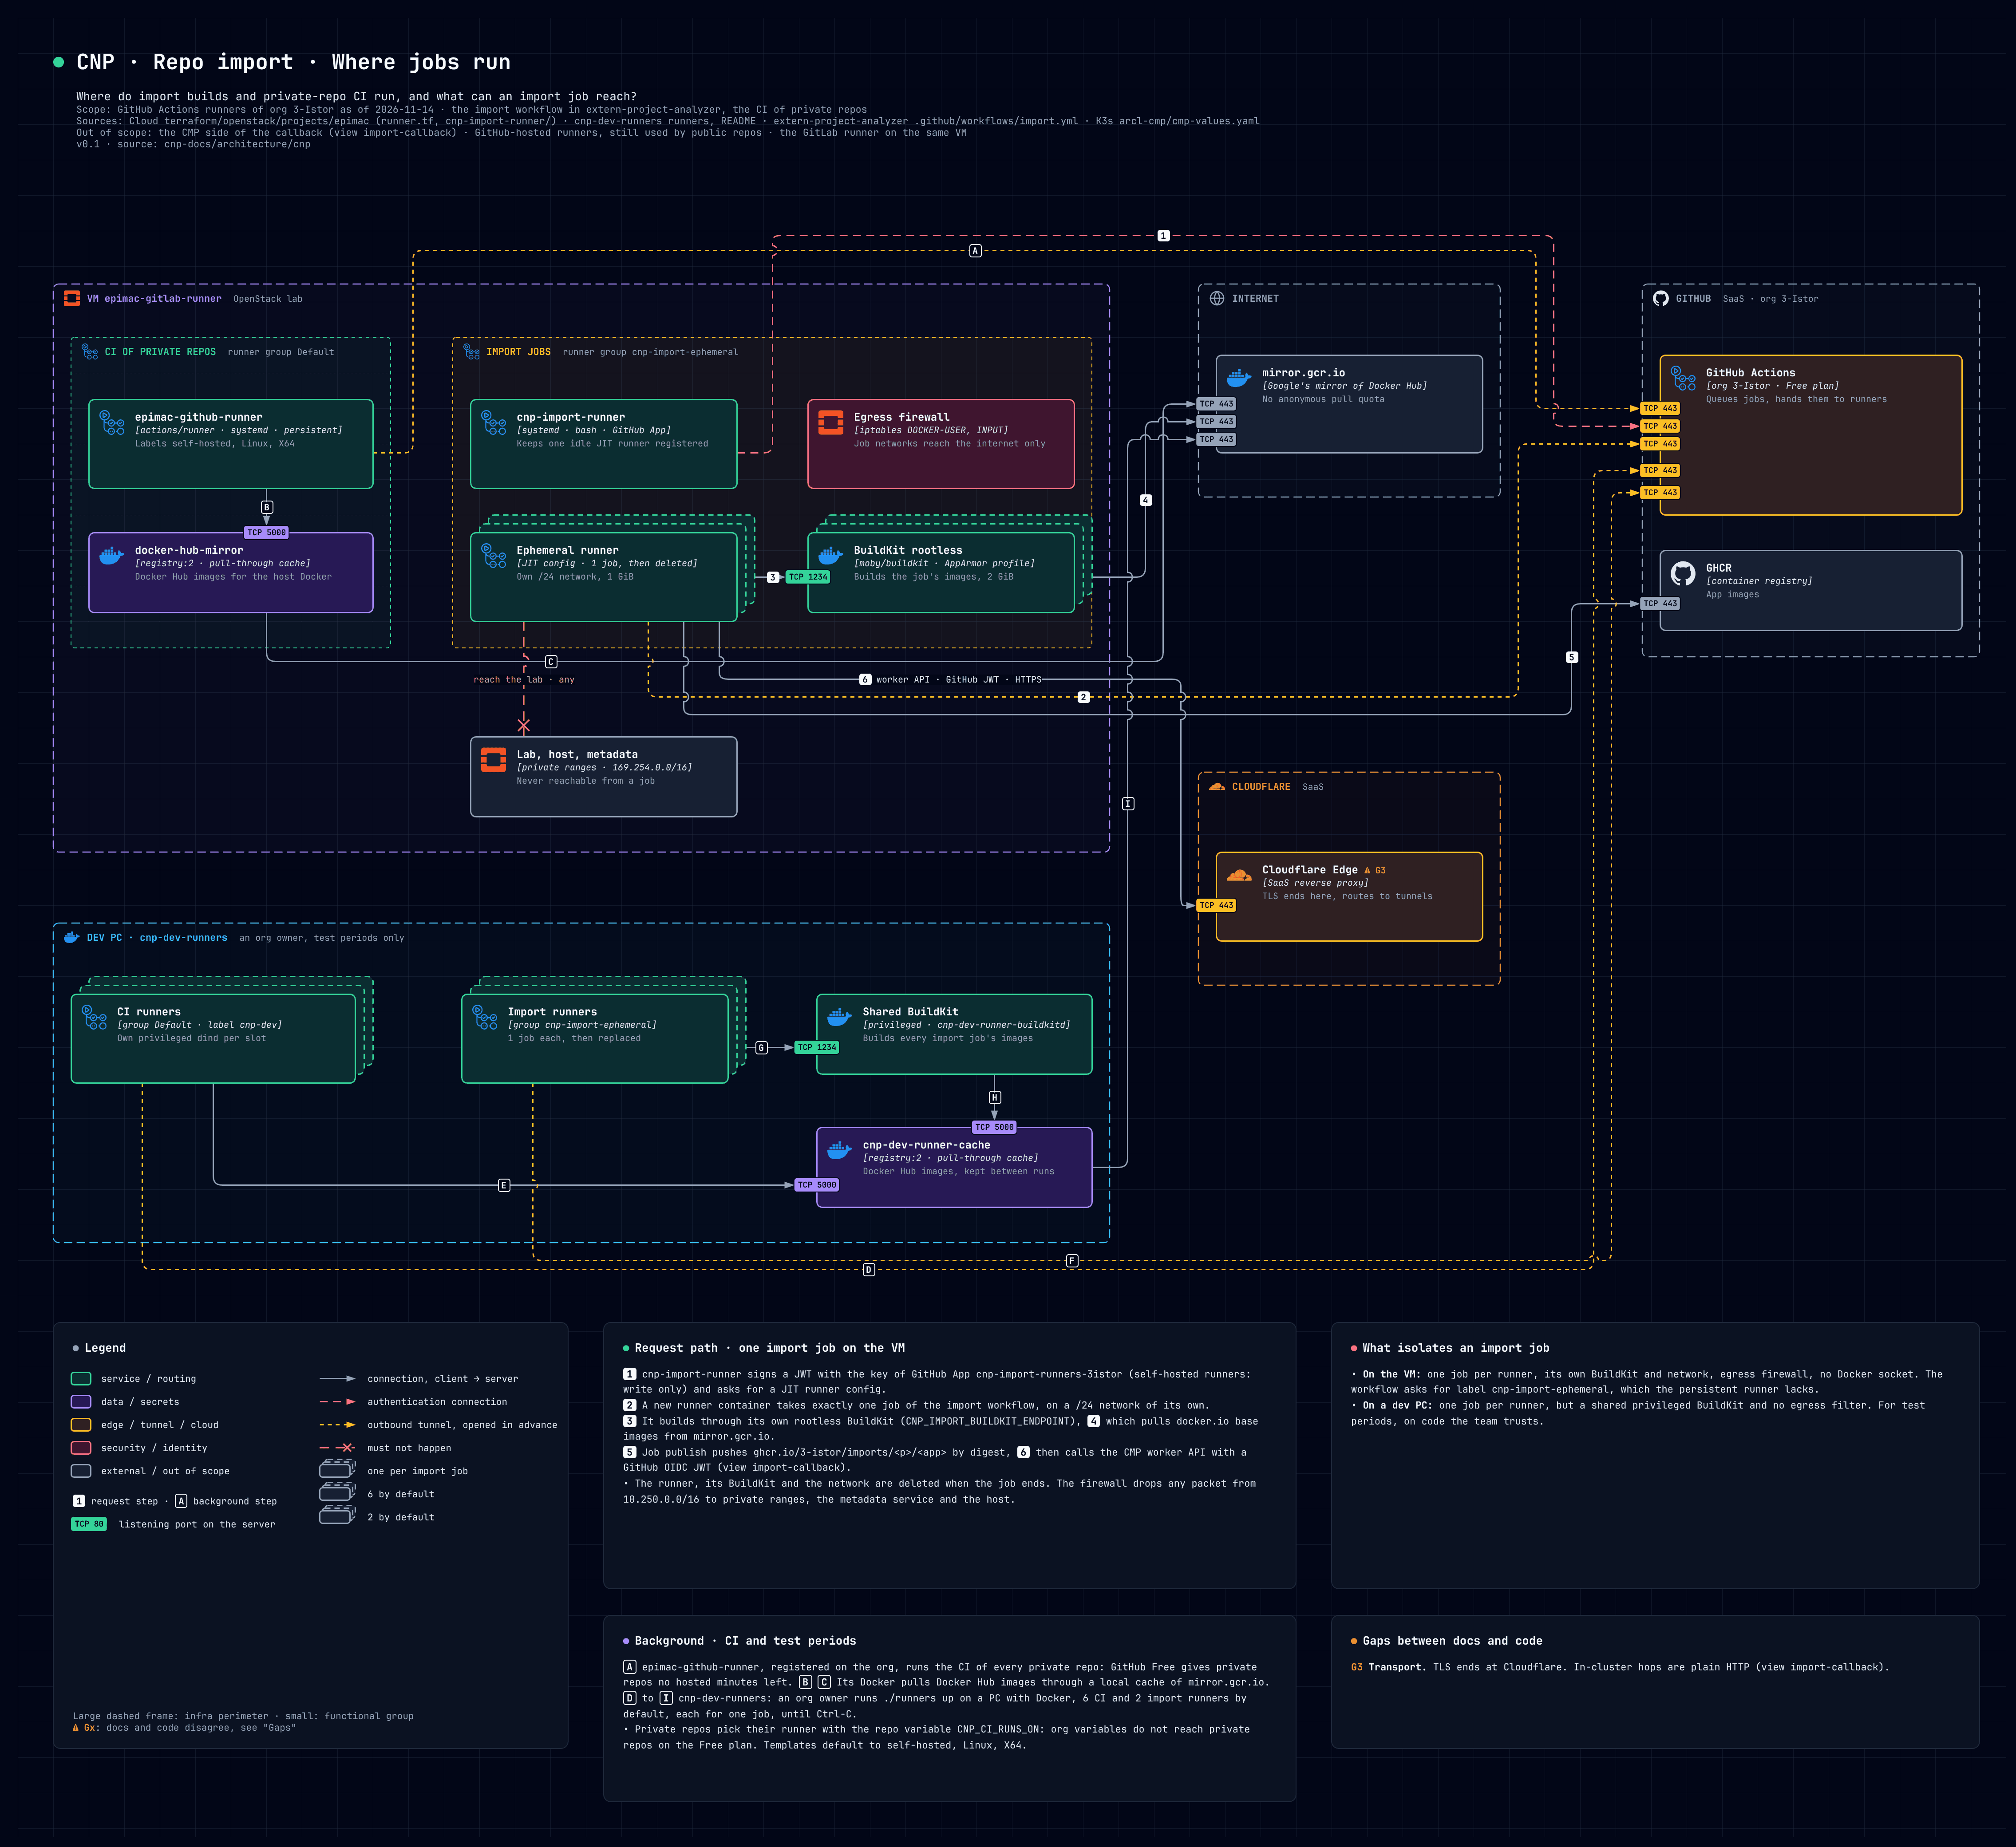 CNP · Repo import · Where jobs run
Where do import builds and private-repo CI run, and what can an import job reach?
Scope: GitHub Actions runners of org 3-Istor as of 2026-11-14 · the import workflow in extern-project-analyzer, the CI of private repos
Sources: Cloud terraform/openstack/projects/epimac (runner.tf, cnp-import-runner/) · cnp-dev-runners runners, README · extern-project-analyzer .github/workflows/import.yml · K3s arcl-cmp/cmp-values.yaml
Out of scope: the CMP side of the callback (view import-callback) · GitHub-hosted runners, still used by public repos · the GitLab runner on the same VM
v0.1 · source: cnp-docs/architecture/cnp
1
A
VM epimac-gitlab-runner OpenStack lab
CI OF PRIVATE REPOS runner group Default
epimac-github-runner
[actions/runner · systemd · persistent]
Labels self-hosted, Linux, X64
B
TCP 5000
docker-hub-mirror
[registry:2 · pull-through cache]
Docker Hub images for the host Docker
IMPORT JOBS runner group cnp-import-ephemeral
cnp-import-runner
[systemd · bash · GitHub App]
Keeps one idle JIT runner registered
Egress firewall
[iptables DOCKER-USER, INPUT]
Job networks reach the internet only
Ephemeral runner
[JIT config · 1 job, then deleted]
Own /24 network, 1 GiB
3
TCP 1234
BuildKit rootless
[moby/buildkit · AppArmor profile]
Builds the job's images, 2 GiB
C
reach the lab · any
6 worker API · GitHub JWT · HTTPS
2
Lab, host, metadata
[private ranges · 169.254.0.0/16]
Never reachable from a job
4
I
5
INTERNET
mirror.gcr.io
[Google's mirror of Docker Hub]
No anonymous pull quota
TCP 443
TCP 443
TCP 443
GITHUB SaaS · org 3-Istor
GitHub Actions
[org 3-Istor · Free plan]
Queues jobs, hands them to runners
TCP 443
TCP 443
TCP 443
TCP 443
TCP 443
GHCR
[container registry]
App images
TCP 443
CLOUDFLARE SaaS
Cloudflare Edge G3
[SaaS reverse proxy]
TLS ends here, routes to tunnels
TCP 443
DEV PC · cnp-dev-runners an org owner, test periods only
CI runners
[group Default · label cnp-dev]
Own privileged dind per slot
Import runners
[group cnp-import-ephemeral]
1 job each, then replaced
G
TCP 1234
Shared BuildKit
[privileged · cnp-dev-runner-buildkitd]
Builds every import job's images
H
TCP 5000
cnp-dev-runner-cache
[registry:2 · pull-through cache]
Docker Hub images, kept between runs
E
TCP 5000
F
D
Legend
service / routing
data / secrets
edge / tunnel / cloud
security / identity
external / out of scope
1 request step · A background step
TCP 80 listening port on the server
connection, client → server
authentication connection
outbound tunnel, opened in advance
must not happen
one per import job
6 by default
2 by default
Large dashed frame: infra perimeter · small: functional group
Gx: docs and code disagree, see "Gaps"
Request path · one import job on the VM
1 cnp-import-runner signs a JWT with the key of GitHub App cnp-import-runners-3istor (self-hosted runners:
write only) and asks for a JIT runner config.
2 A new runner container takes exactly one job of the import workflow, on a /24 network of its own.
3 It builds through its own rootless BuildKit (CNP_IMPORT_BUILDKIT_ENDPOINT), 4 which pulls docker.io base
images from mirror.gcr.io.
5 Job publish pushes ghcr.io/3-istor/imports/<p>/<app> by digest, 6 then calls the CMP worker API with a
GitHub OIDC JWT (view import-callback).
• The runner, its BuildKit and the network are deleted when the job ends. The firewall drops any packet from
10.250.0.0/16 to private ranges, the metadata service and the host.
What isolates an import job
• On the VM: one job per runner, its own BuildKit and network, egress firewall, no Docker socket. The
workflow asks for label cnp-import-ephemeral, which the persistent runner lacks.
• On a dev PC: one job per runner, but a shared privileged BuildKit and no egress filter. For test
periods, on code the team trusts.
Background · CI and test periods
A epimac-github-runner, registered on the org, runs the CI of every private repo: GitHub Free gives private
repos no hosted minutes left. B C Its Docker pulls Docker Hub images through a local cache of mirror.gcr.io.
D to I cnp-dev-runners: an org owner runs ./runners up on a PC with Docker, 6 CI and 2 import runners by
default, each for one job, until Ctrl-C.
• Private repos pick their runner with the repo variable CNP_CI_RUNS_ON: org variables do not reach private
repos on the Free plan. Templates default to self-hosted, Linux, X64.
Gaps between docs and code
G3 Transport. TLS ends at Cloudflare. In-cluster hops are plain HTTP (view import-callback).